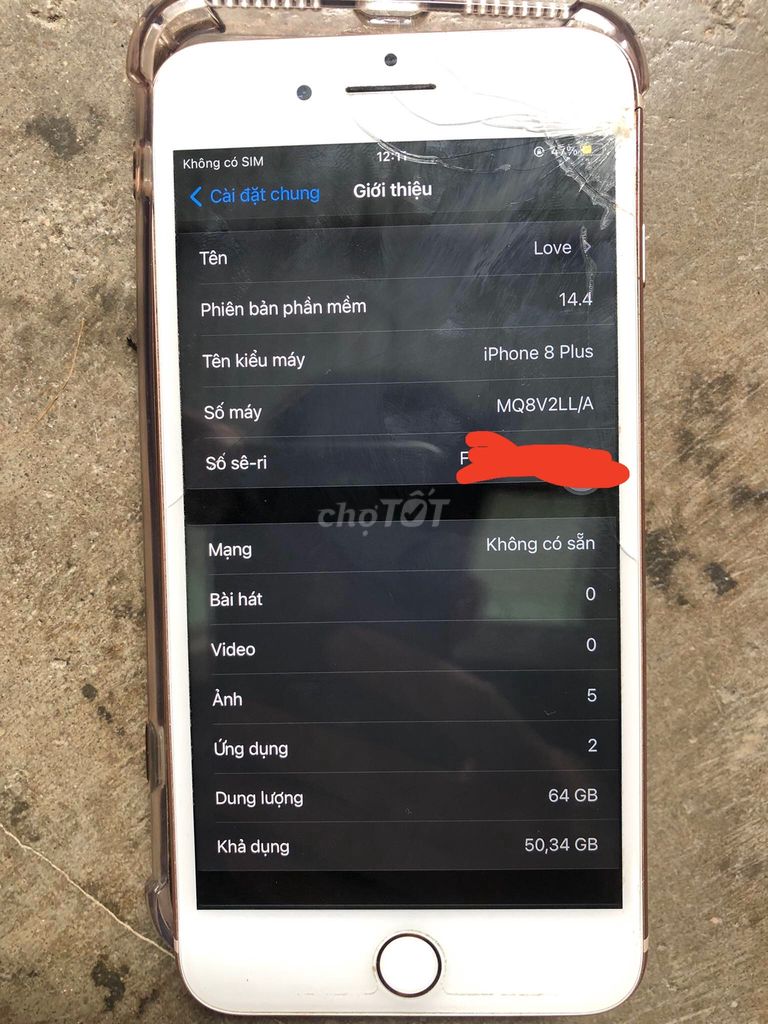 Không có SIM 12:11 47%
Cài đặt chung Giới thiệu
Tên Love
Phiên bản phần mềm 14.4
Tên kiểu máy iPhone 8 Plus
Số máy MQ8V2LL/A
Số sê-ri F
chợTỐT
Mạng Không có sẵn
Bài hát 0
Video 0
Ảnh 5
Ứng dụng 2
Dung lượng 64 GB
Khả dụng 50,34 GB